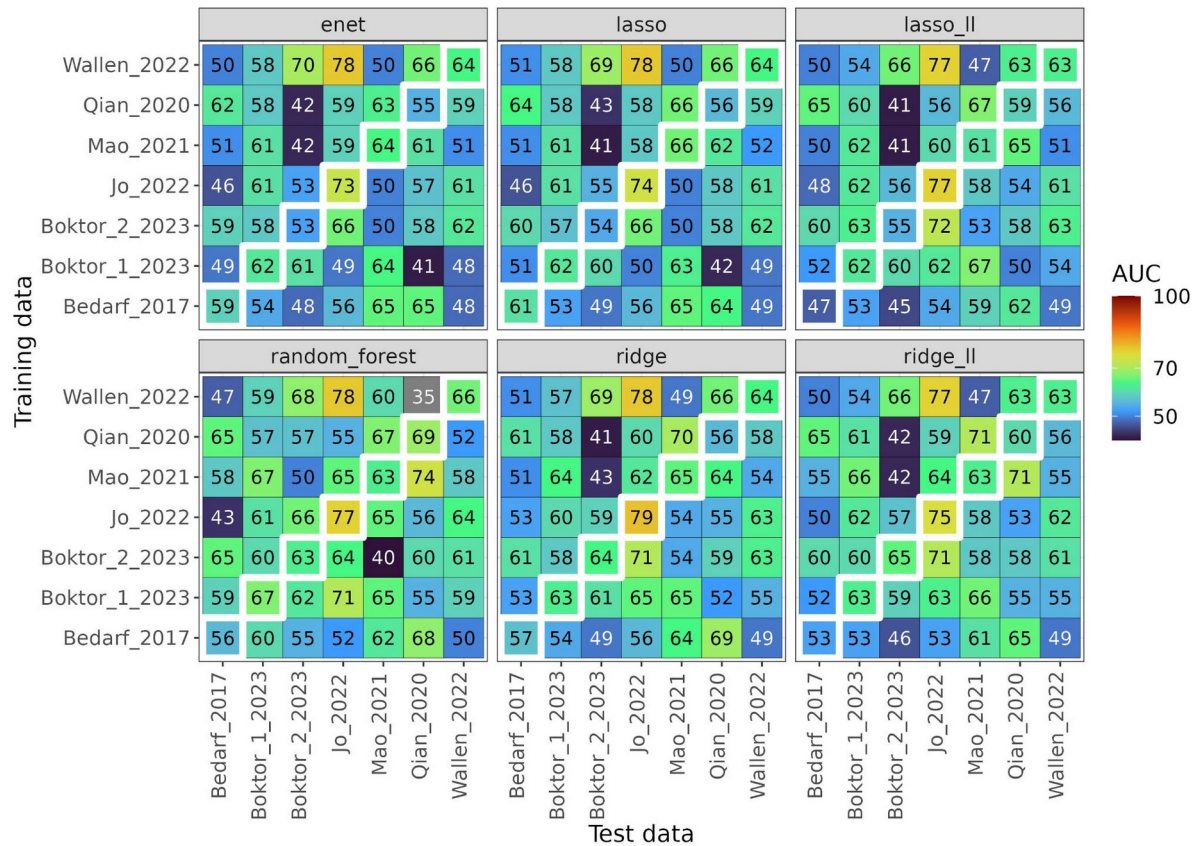 enet lasso lasso_ll
Wallen_2022 50 58 70 78 50 66 64 51 58 69 78 50 66 64 50 54 66 77 47 63 63
Qian_2020 62 58 42 59 63 55 59 64 58 43 58 66 56 59 65 60 41 56 67 59 56
Mao_2021 51 61 42 59 64 61 51 51 61 41 58 66 62 52 50 62 41 60 61 65 51
Jo_2022 46 61 53 73 50 57 61 46 61 55 74 50 58 61 48 62 56 77 58 54 61
Boktor_2_2023 59 58 53 66 50 58 62 60 57 54 66 50 58 62 60 63 55 72 53 58 63
Boktor_1_2023 49 62 61 49 64 41 48 51 62 60 50 63 42 49 52 62 60 62 67 50 54
Bedarf_2017 59 54 48 56 65 65 48 61 53 49 56 65 64 49 47 53 45 54 59 62 49
random_forest ridge ridge_ll
Wallen_2022 47 59 68 78 60 35 66 51 57 69 78 49 66 64 50 54 66 77 47 63 63
Qian_2020 65 57 57 55 67 69 52 61 58 41 60 70 56 58 65 61 42 59 71 60 56
Mao_2021 58 67 50 65 63 74 58 51 64 43 62 65 64 54 55 66 42 64 63 71 55
Jo_2022 43 61 66 77 65 56 64 53 60 59 79 54 55 63 50 62 57 75 58 53 62
Boktor_2_2023 65 60 63 64 40 60 61 61 58 64 71 54 59 63 60 60 65 71 58 58 61
Boktor_1_2023 59 67 62 71 65 55 59 53 63 61 65 65 52 55 52 63 59 64 66 55 55
Bedarf_2017 56 60 55 52 62 68 50 57 54 49 56 64 69 49 53 53 46 53 61 65 49
Bedarf_2017 Boktor_1_2023 Boktor_2_2023 Jo_2022 Mao_2021 Qian_2020 Wallen_2022 Bedarf_2017 Boktor_1_2023 Boktor_2_2023 Jo_2022 Mao_2021 Qian_2020 Wallen_2022 Bedarf_2017 Boktor_1_2023 Boktor_2_2023 Jo_2022 Mao_2021 Qian_2020 Wallen_2022
Test data
Training data
AUC
100
70
50